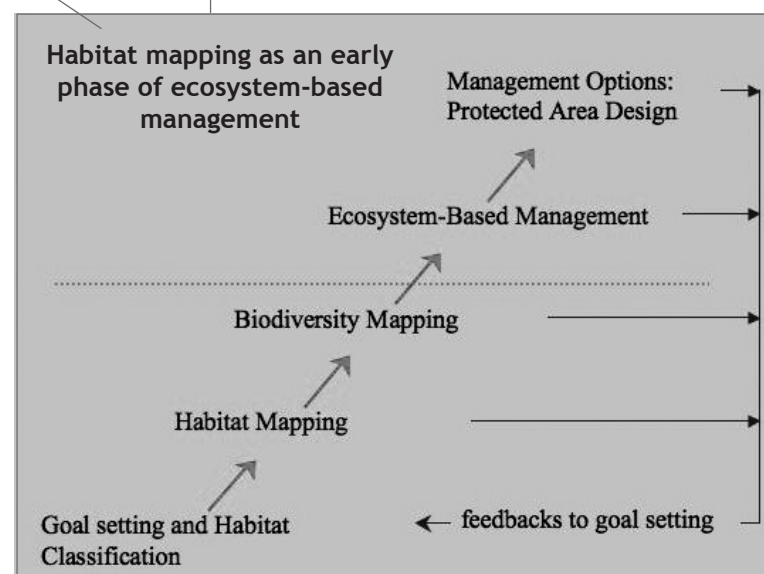 Habitat mapping as an early
phase of ecosystem-based
management
Management Options:
Protected Area Design
Ecosystem-Based Management
Biodiversity Mapping
Habitat Mapping
Goal setting and Habitat
Classification
feedbacks to goal setting